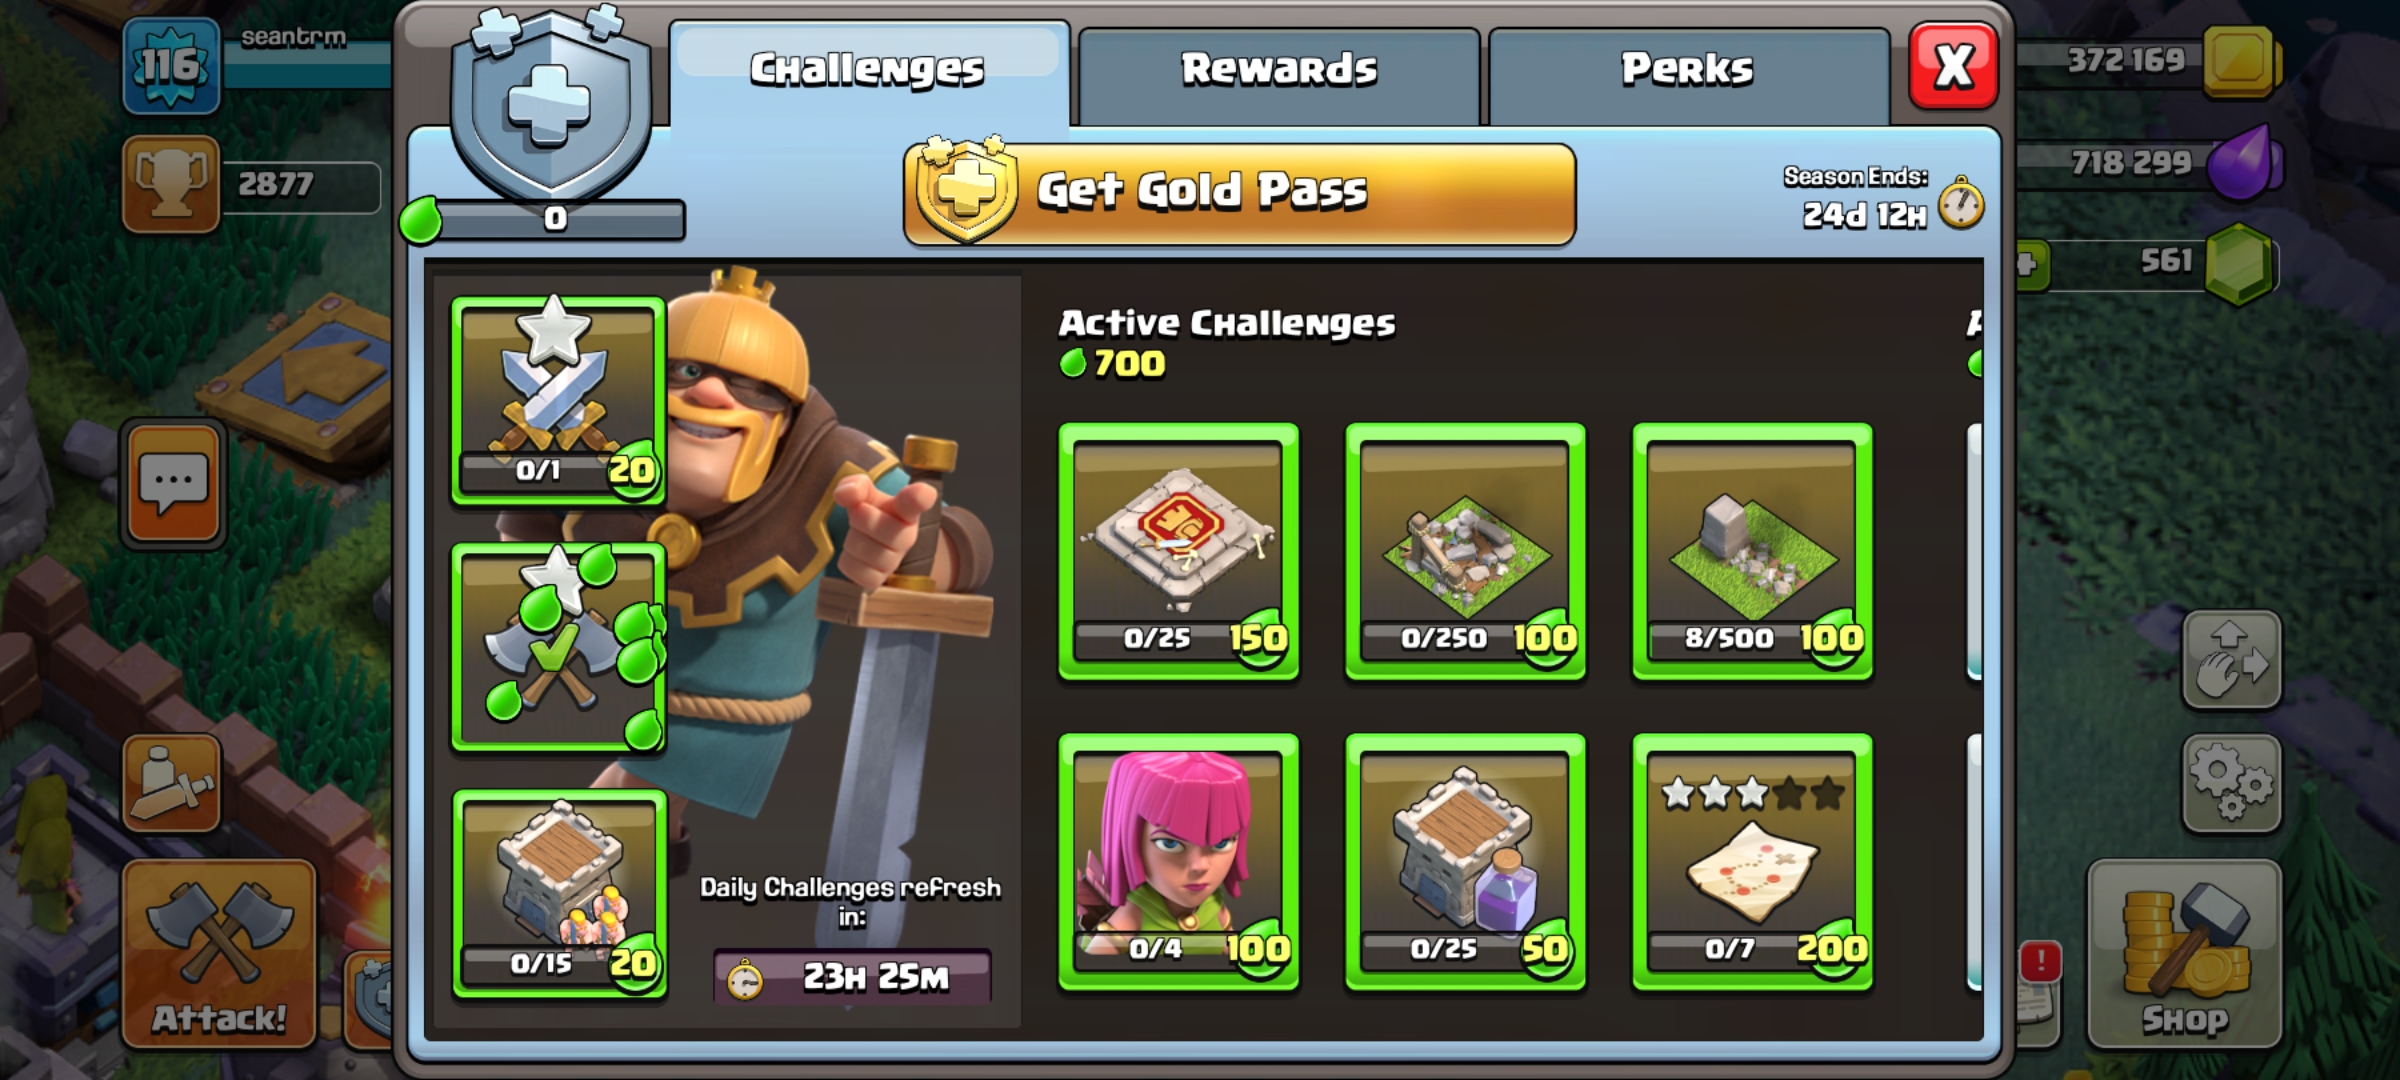 116
seantrm
Challenges
Rewards
Perks
X
372 169
2877
Get Gold Pass
Season Ends:
24d 12h
718 299
0
561
Active Challenges
700
0/1
20
0/25
150
0/250
100
8/500
100
0/4
100
0/25
50
0/7
200
0/15
20
Daily Challenges refresh
in:
23h 25m
Attack!
!
Shop